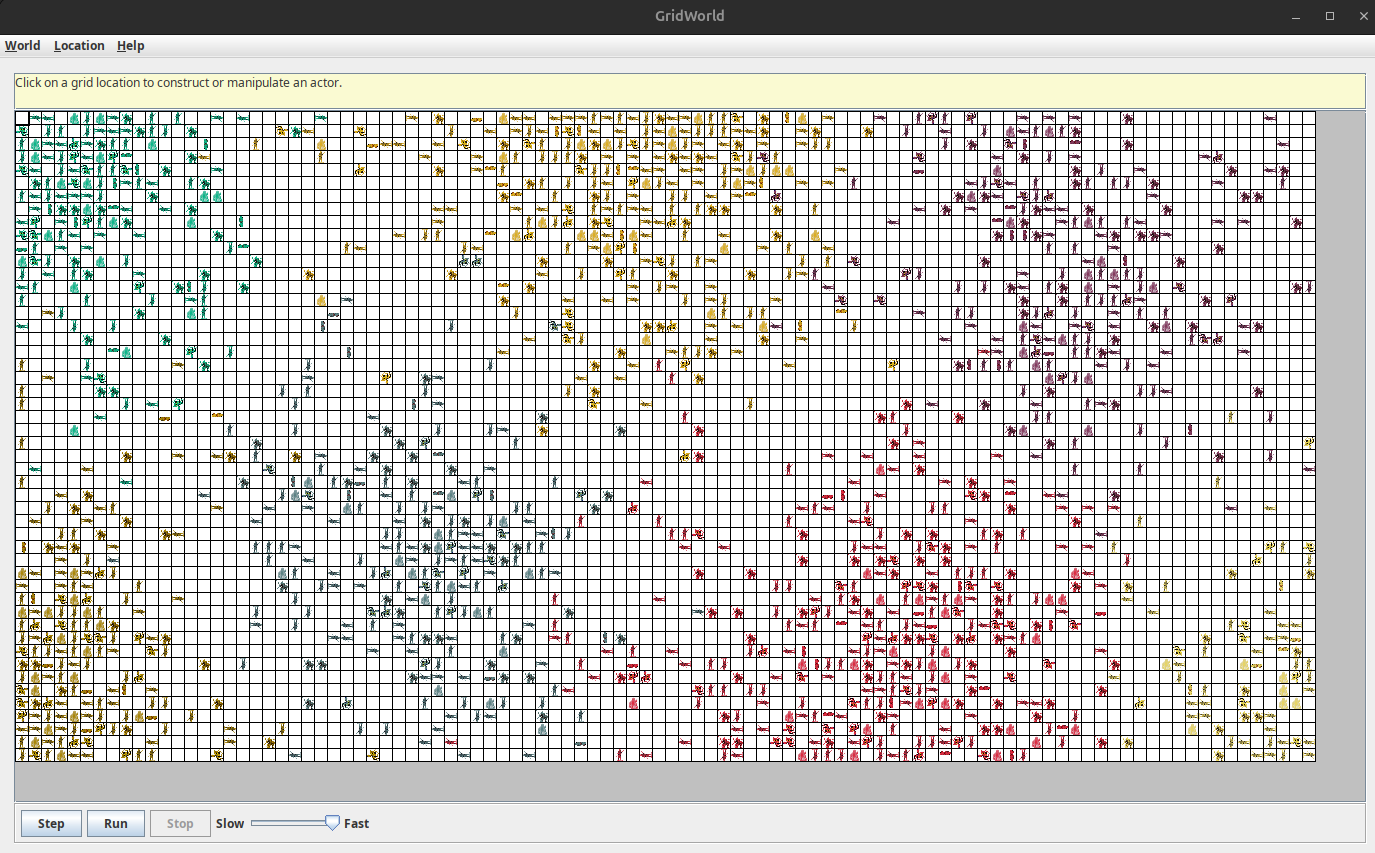 GridWorld
World Location Help
Click on a grid location to construct or manipulate an actor.
Step Run Stop Slow Fast